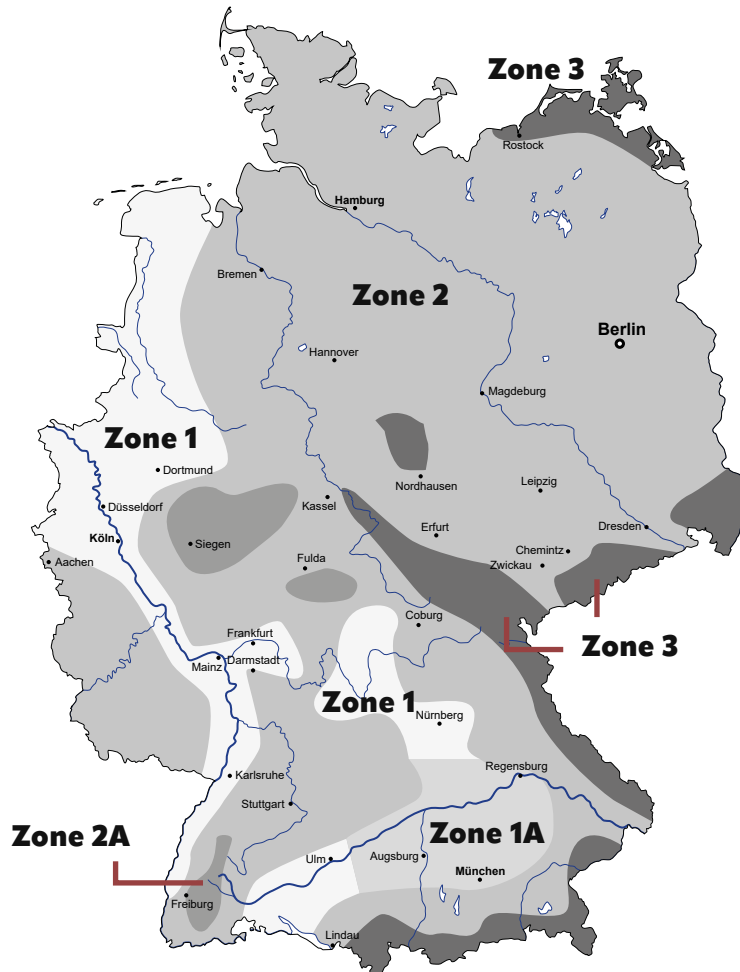 Zone 3
Rostock
Hamburg
Bremen
Zone 2
Berlin
Hannover
Magdeburg
Zone 1
Dortmund
Nordhausen
Leipzig
Kassel
Düsseldorf
Erfurt
Dresden
Köln
Siegen
Chemintz
Aachen
Fulda
Zwickau
Coburg
Frankfurt
Zone 3
Mainz
Darmstadt
Zone 1
Nürnberg
Regensburg
Karlsruhe
Stuttgart
Zone 2A
Zone 1A
Ulm
Augsburg
München
Freiburg
Lindau